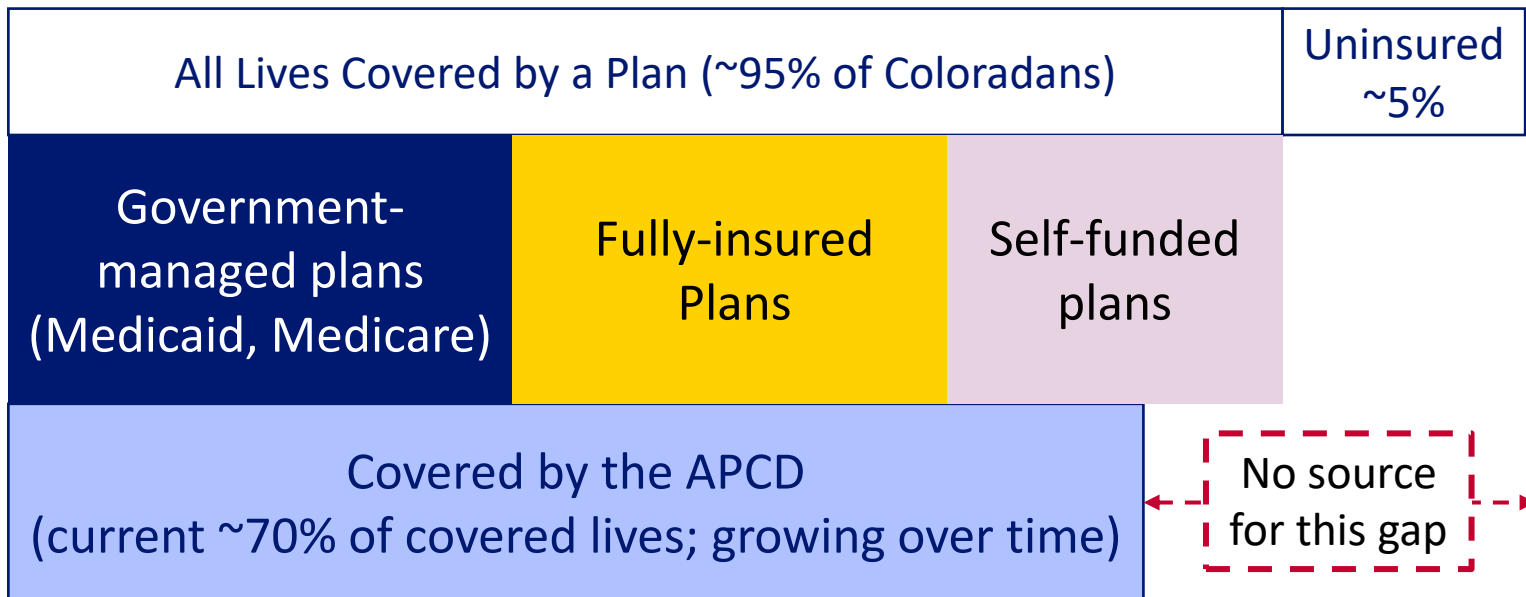 All Lives Covered by a Plan (~95% of Coloradans)
Uninsured
~5%
Government-
managed plans
(Medicaid, Medicare)
Fully-insured
Plans
Self-funded
plans
Covered by the APCD
(current ~70% of covered lives; growing over time)
No source
for this gap